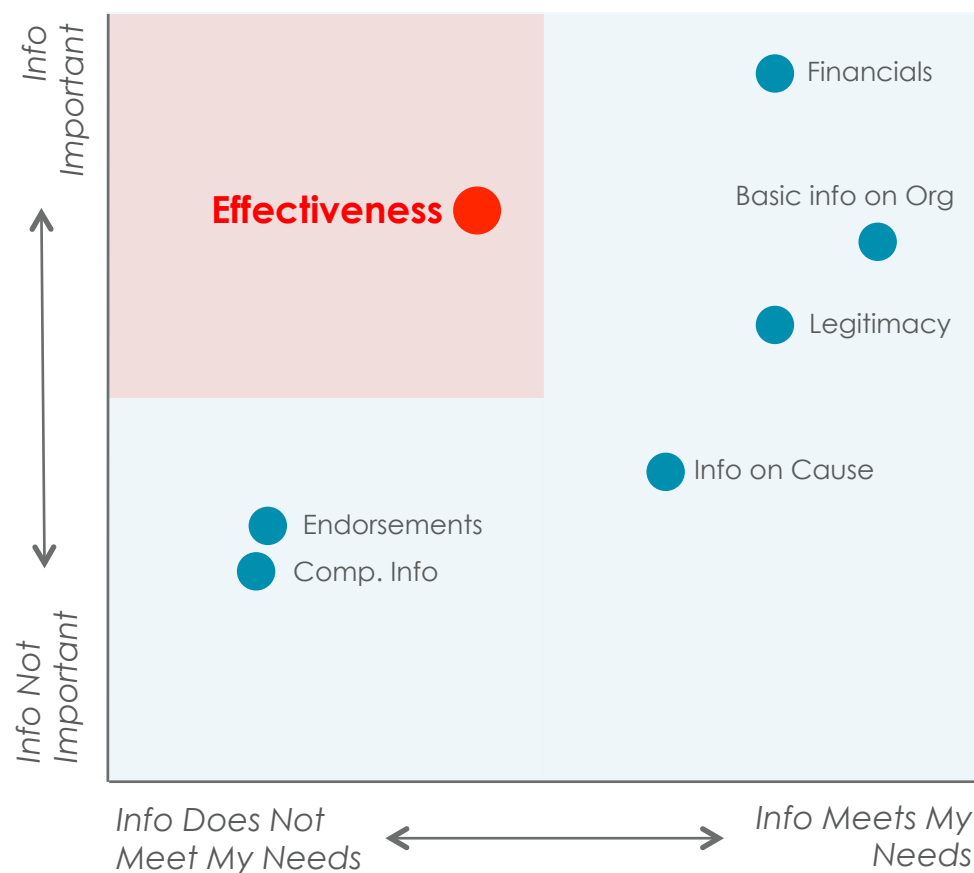 Info
Important
Financials
Basic info on Org
Effectiveness
Legitimacy
Info on Cause
Endorsements
Comp. Info
Info Not
Important
Info Does Not
Meet My Needs
Info Meets My
Needs